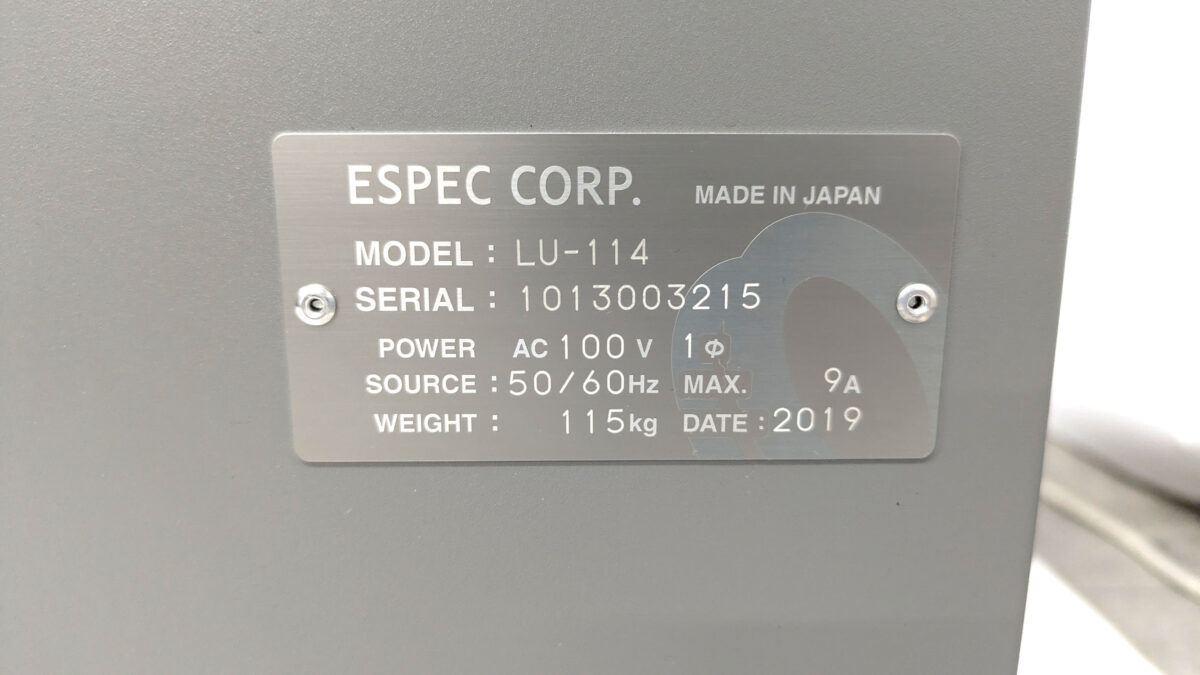 ESPEC CORP. MADE IN JAPAN
MODEL : LU-114
SERIAL : 1013003215
POWER AC 100 V 1Φ
SOURCE : 50/60Hz MAX. 9A
WEIGHT : 115kg DATE : 2019